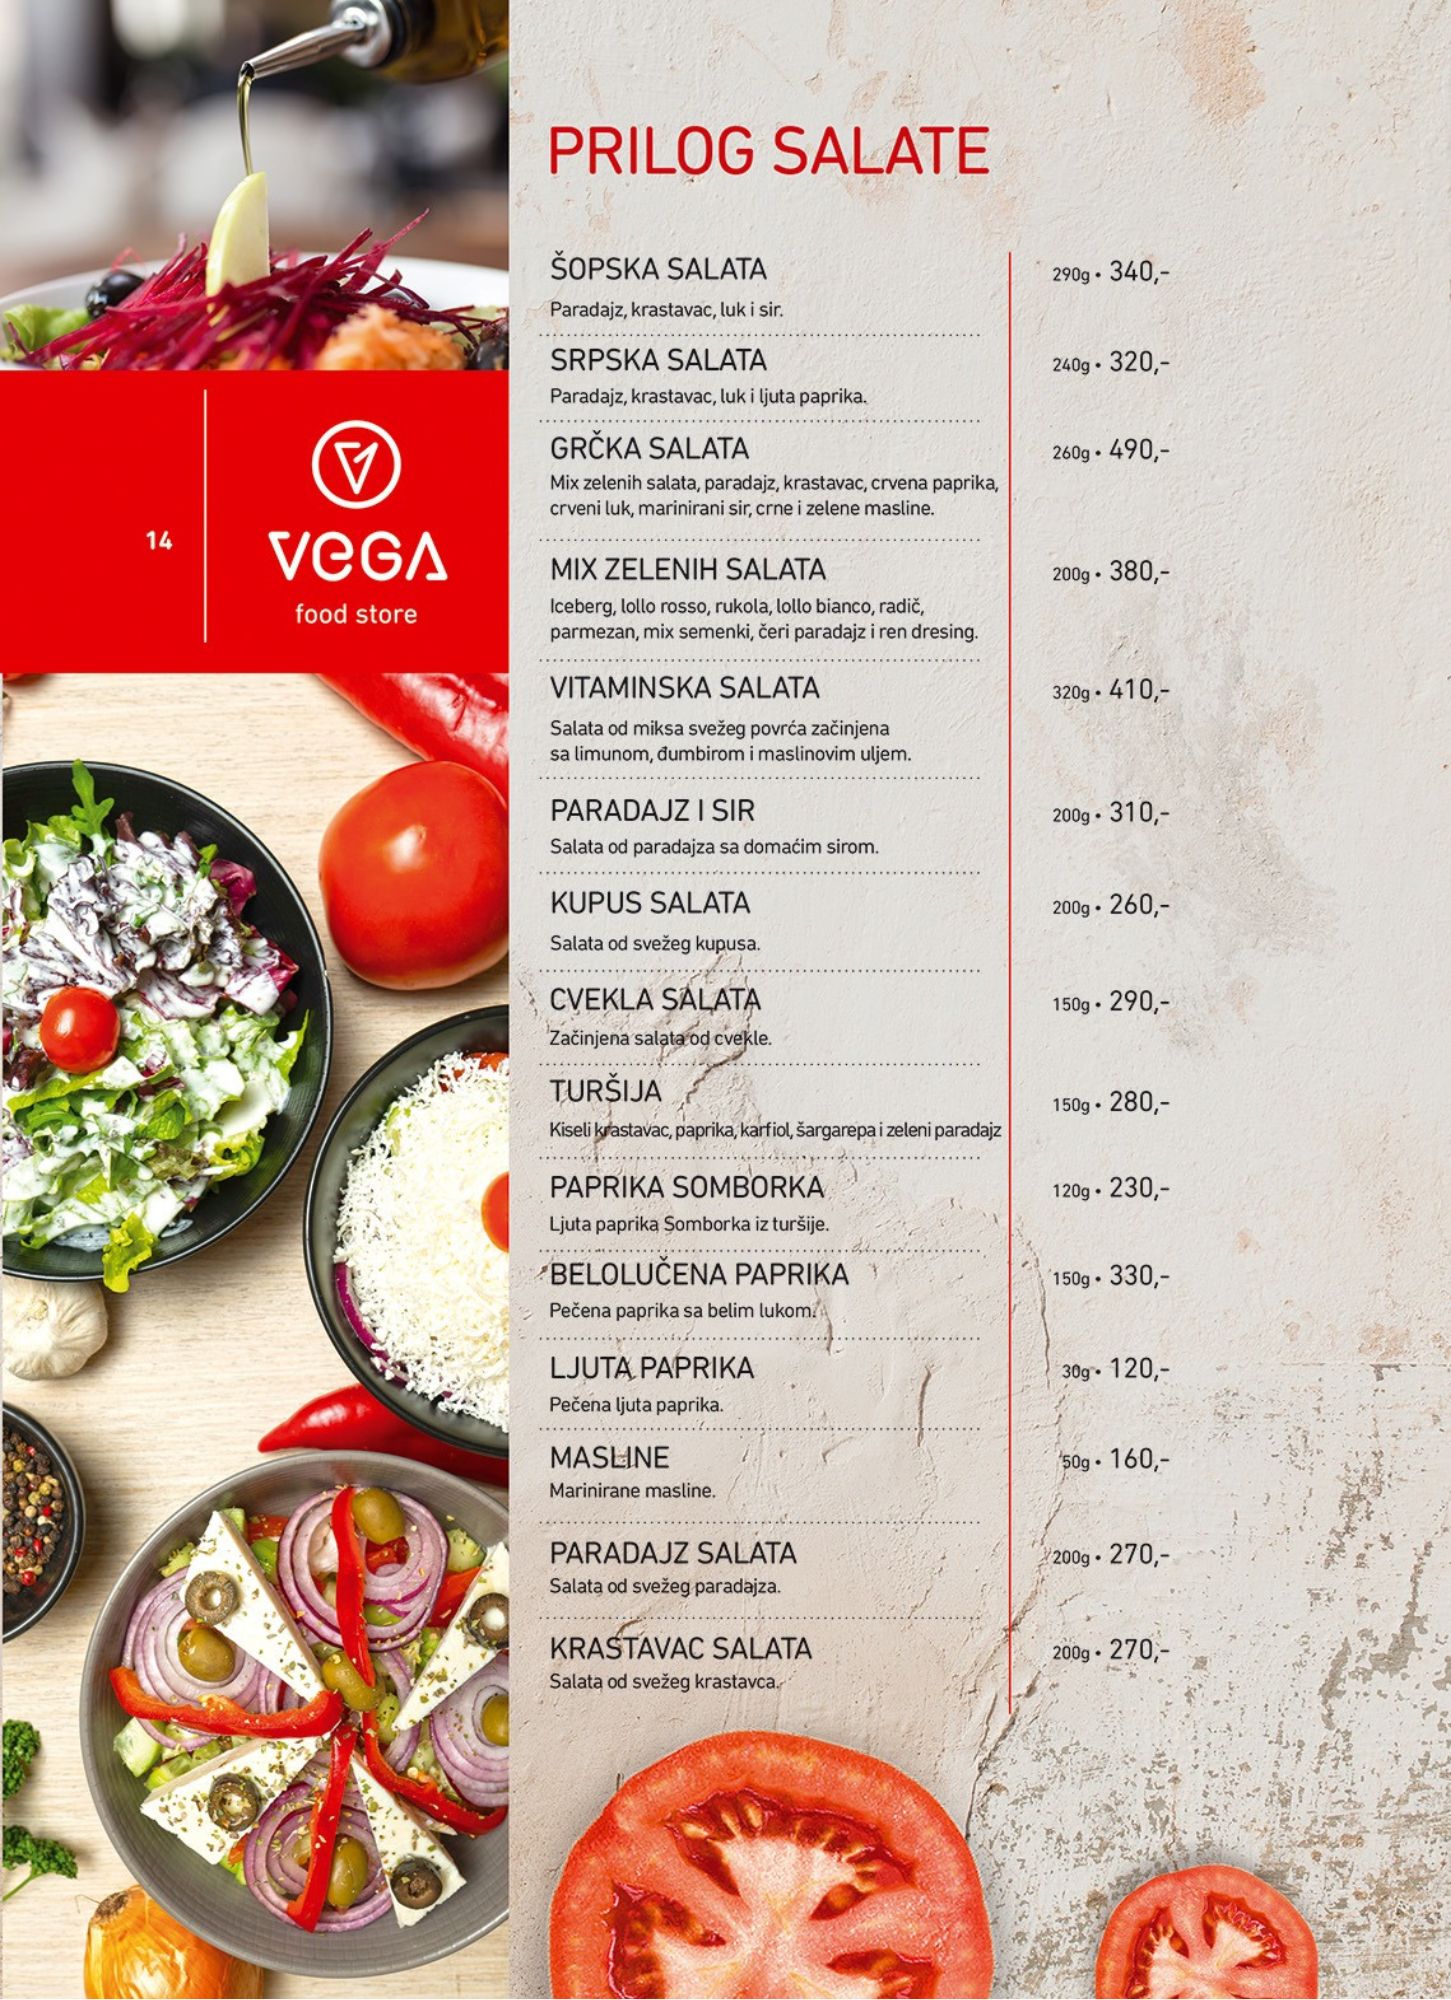 PRILOG SALATE
ŠOPSKA SALATA
290g • 340,-
Paradajz, krastavac, luk i sir.
SRPSKA SALATA
240g • 320,-
Paradajz, krastavac, luk i ljuta paprika.
GRČKA SALATA
260g • 490,-
Mix zelenih salata, paradajz, krastavac, crvena paprika,
crveni luk, marinirani sir, crne i zelene masline.
MIX ZELENIH SALATA
200g • 380,-
Iceberg, lollo rosso, rukola, lollo bianco, radič,
parmezan, mix semenki, čeri paradajz i ren dresing.
VITAMINSKA SALATA
320g • 410,-
Salata od miksa svežeg povrća začinjena
sa limunom, đumbirom i maslinovim uljem.
PARADAJZ I SIR
200g • 310,-
Salata od paradajza sa domaćim sirom.
KUPUS SALATA
200g • 260,-
Salata od svežeg kupusa.
CVEKLA SALATA
150g • 290,-
Začinjena salata od cvekle.
TURŠIJA
150g • 280,-
Kiseli krastavac, paprika, karfiol, šargarepa i zeleni paradajz
PAPRIKA SOMBORKA
120g • 230,-
Ljuta paprika Somborka iz turšije.
BELOLUČENA PAPRIKA
150g • 330,-
Pečena paprika sa belim lukom.
LJUTA PAPRIKA
30g • 120,-
Pečena ljuta paprika.
MASLINE
50g • 160,-
Marinirane masline.
PARADAJZ SALATA
200g • 270,-
Salata od svežeg paradajza.
KRASTAVAC SALATA
200g • 270,-
Salata od svežeg krastavca.
14
VEGA
food store